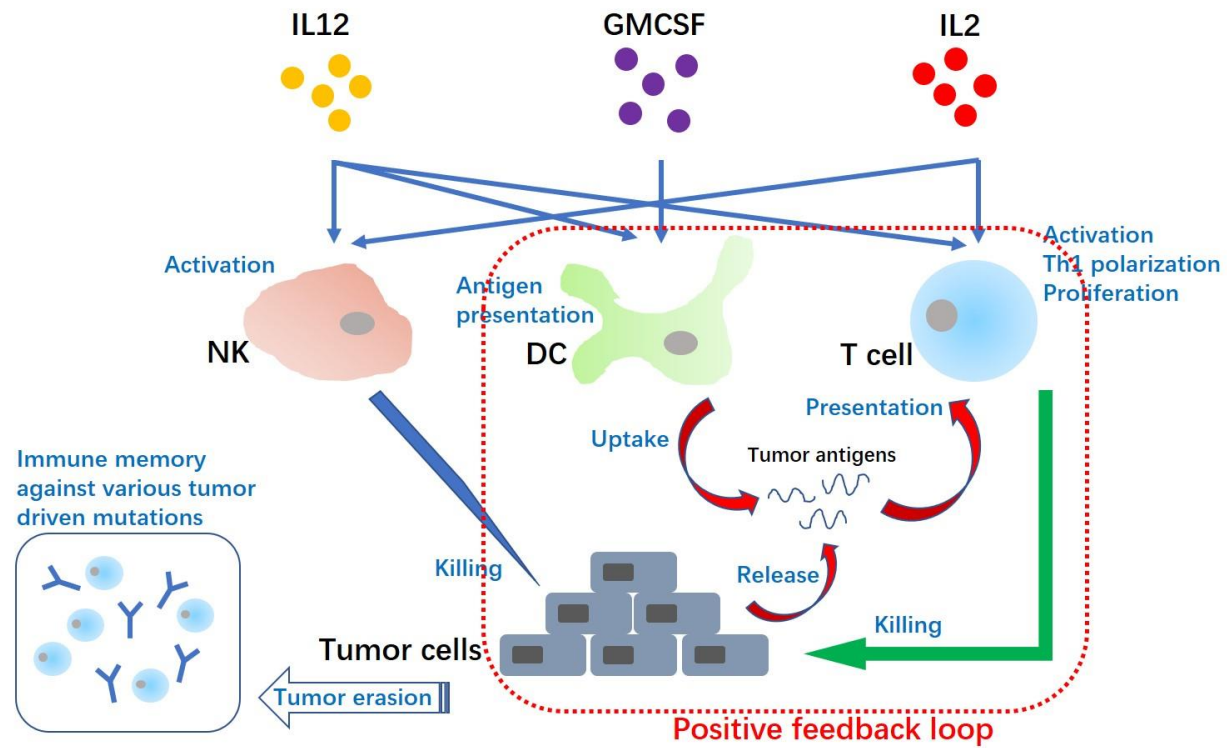 IL12
GMCSF
IL2
Activation
NK
Antigen
presentation
DC
Activation
Th1 polarization
Proliferation
T cell
Uptake
Presentation
Tumor antigens
Immune memory
against various tumor
driven mutations
Killing
Release
Killing
Tumor cells
Tumor erasion
Positive feedback loop